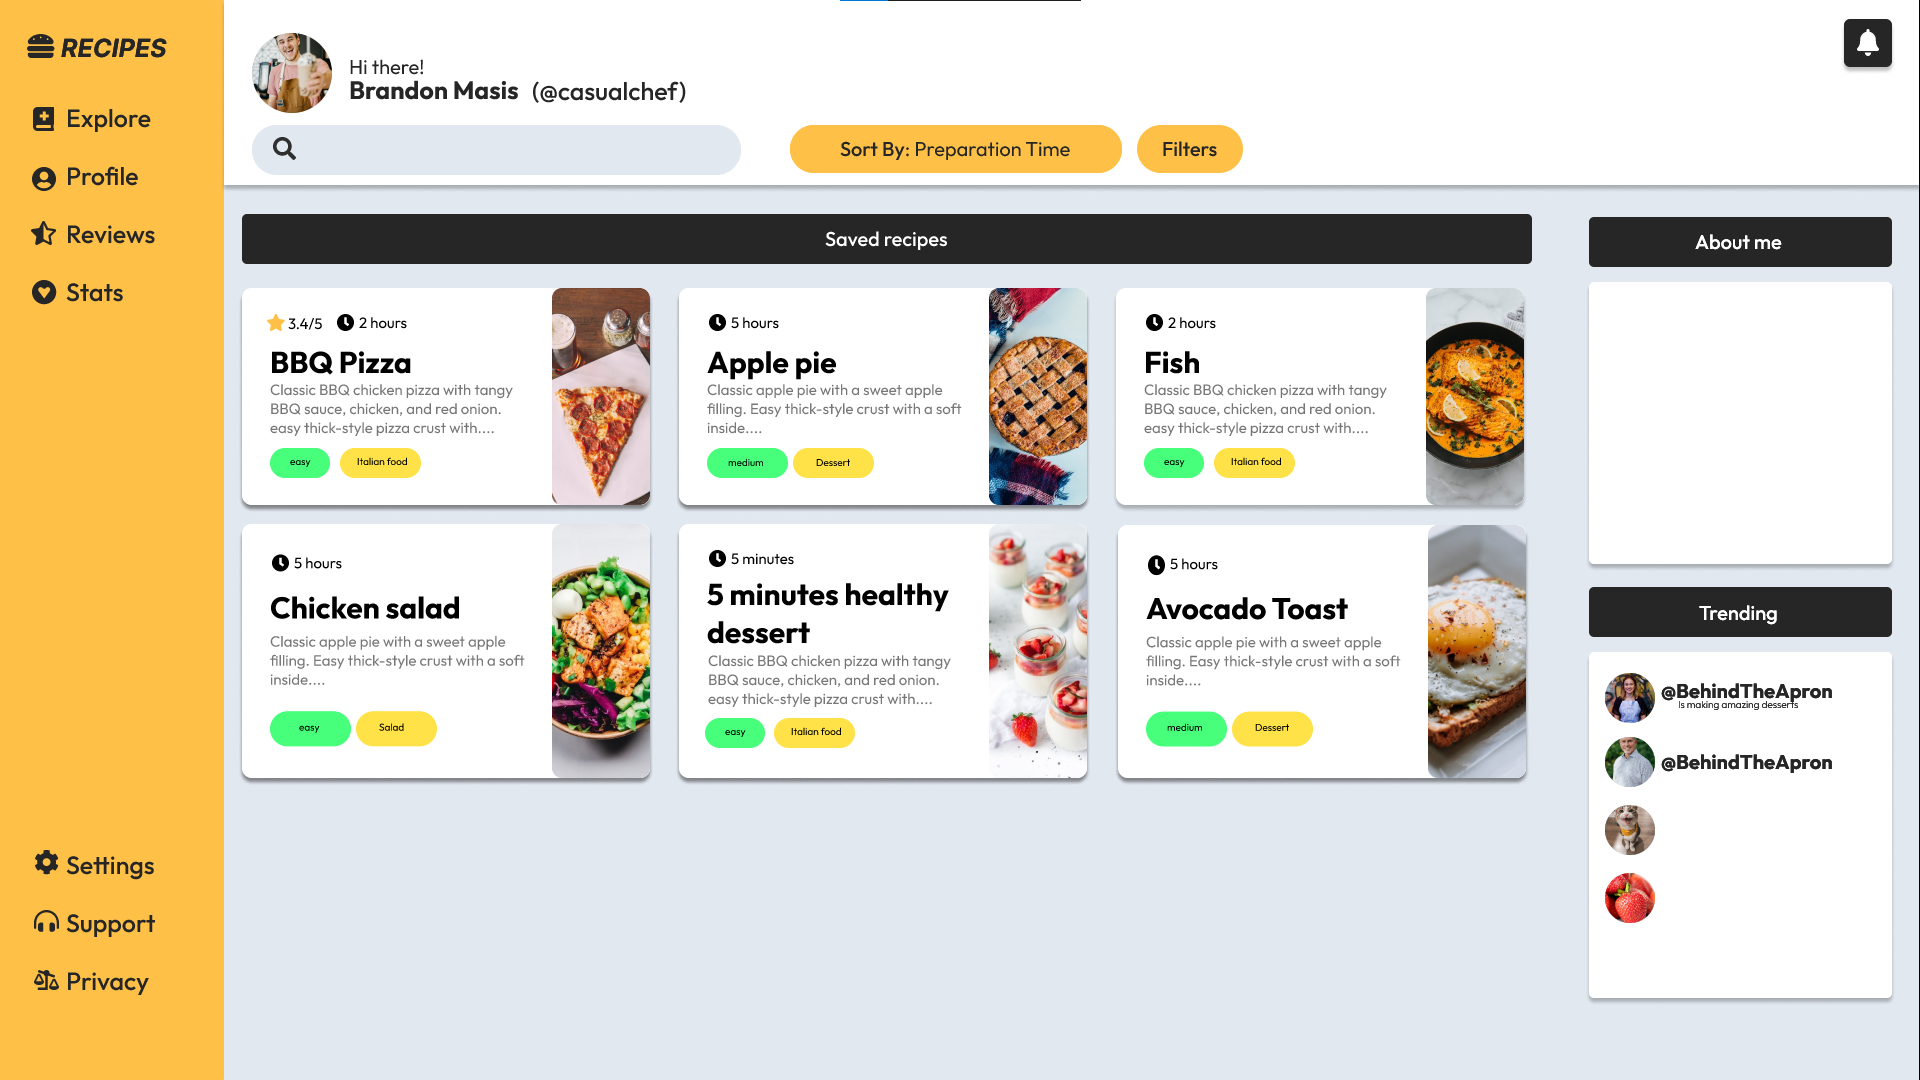 RECIPES
Explore
Profile
Reviews
Stats
Settings
Support
Privacy
Hi there!
Brandon Masis (@casualchef)
Sort By: Preparation Time
Filters
Saved recipes
3.4/5 2 hours
BBQ Pizza
Classic BBQ chicken pizza with tangy
BBQ sauce, chicken, and red onion.
easy thick-style pizza crust with....
easy Italian food
5 hours
Apple pie
Classic apple pie with a sweet apple
filling. Easy thick-style crust with a soft
inside....
medium Dessert
2 hours
Fish
Classic BBQ chicken pizza with tangy
BBQ sauce, chicken, and red onion.
easy thick-style pizza crust with....
easy Italian food
5 hours
Chicken salad
Classic apple pie with a sweet apple
filling. Easy thick-style crust with a soft
inside....
easy Salad
5 minutes
5 minutes healthy
dessert
Classic BBQ chicken pizza with tangy
BBQ sauce, chicken, and red onion.
easy thick-style pizza crust with....
easy Italian food
5 hours
Avocado Toast
Classic apple pie with a sweet apple
filling. Easy thick-style crust with a soft
inside....
medium Dessert
About me
Trending
@BehindTheApron
Is making amazing desserts
@BehindTheApron